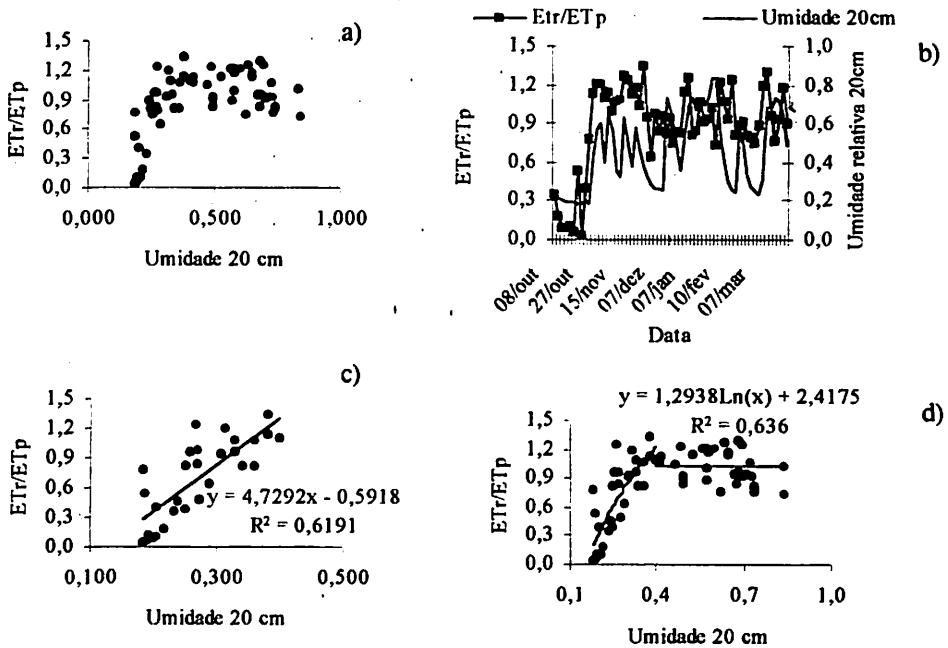 a)
1,5
1,2
0,9
0,6
0,3
0,0
ETr/ETp
0,000 0,500 1,000
Umidade 20 cm
Etr/ETp Umidade 20cm
b)
1,5
1,2
0,9
0,6
0,3
0,0
ETr/ETp
1,0
0,8
0,6
0,4
0,2
0,0
Umidade relativa 20cm
08/out 27/out 15/nov 07/dez 07/jan 10/fev 07/mar
Data
c)
1,5
1,2
0,9
0,6
0,3
0,0
ETr/ETp
y = 4,7292x - 0,5918
R² = 0,6191
0,100 0,300 0,500
Umidade 20 cm
d)
y = 1,2938Ln(x) + 2,4175
R² = 0,636
1,5
1,2
0,9
0,6
0,3
0,0
ETr/ETp
0,1 0,4 0,7 1,0
Umidade 20 cm